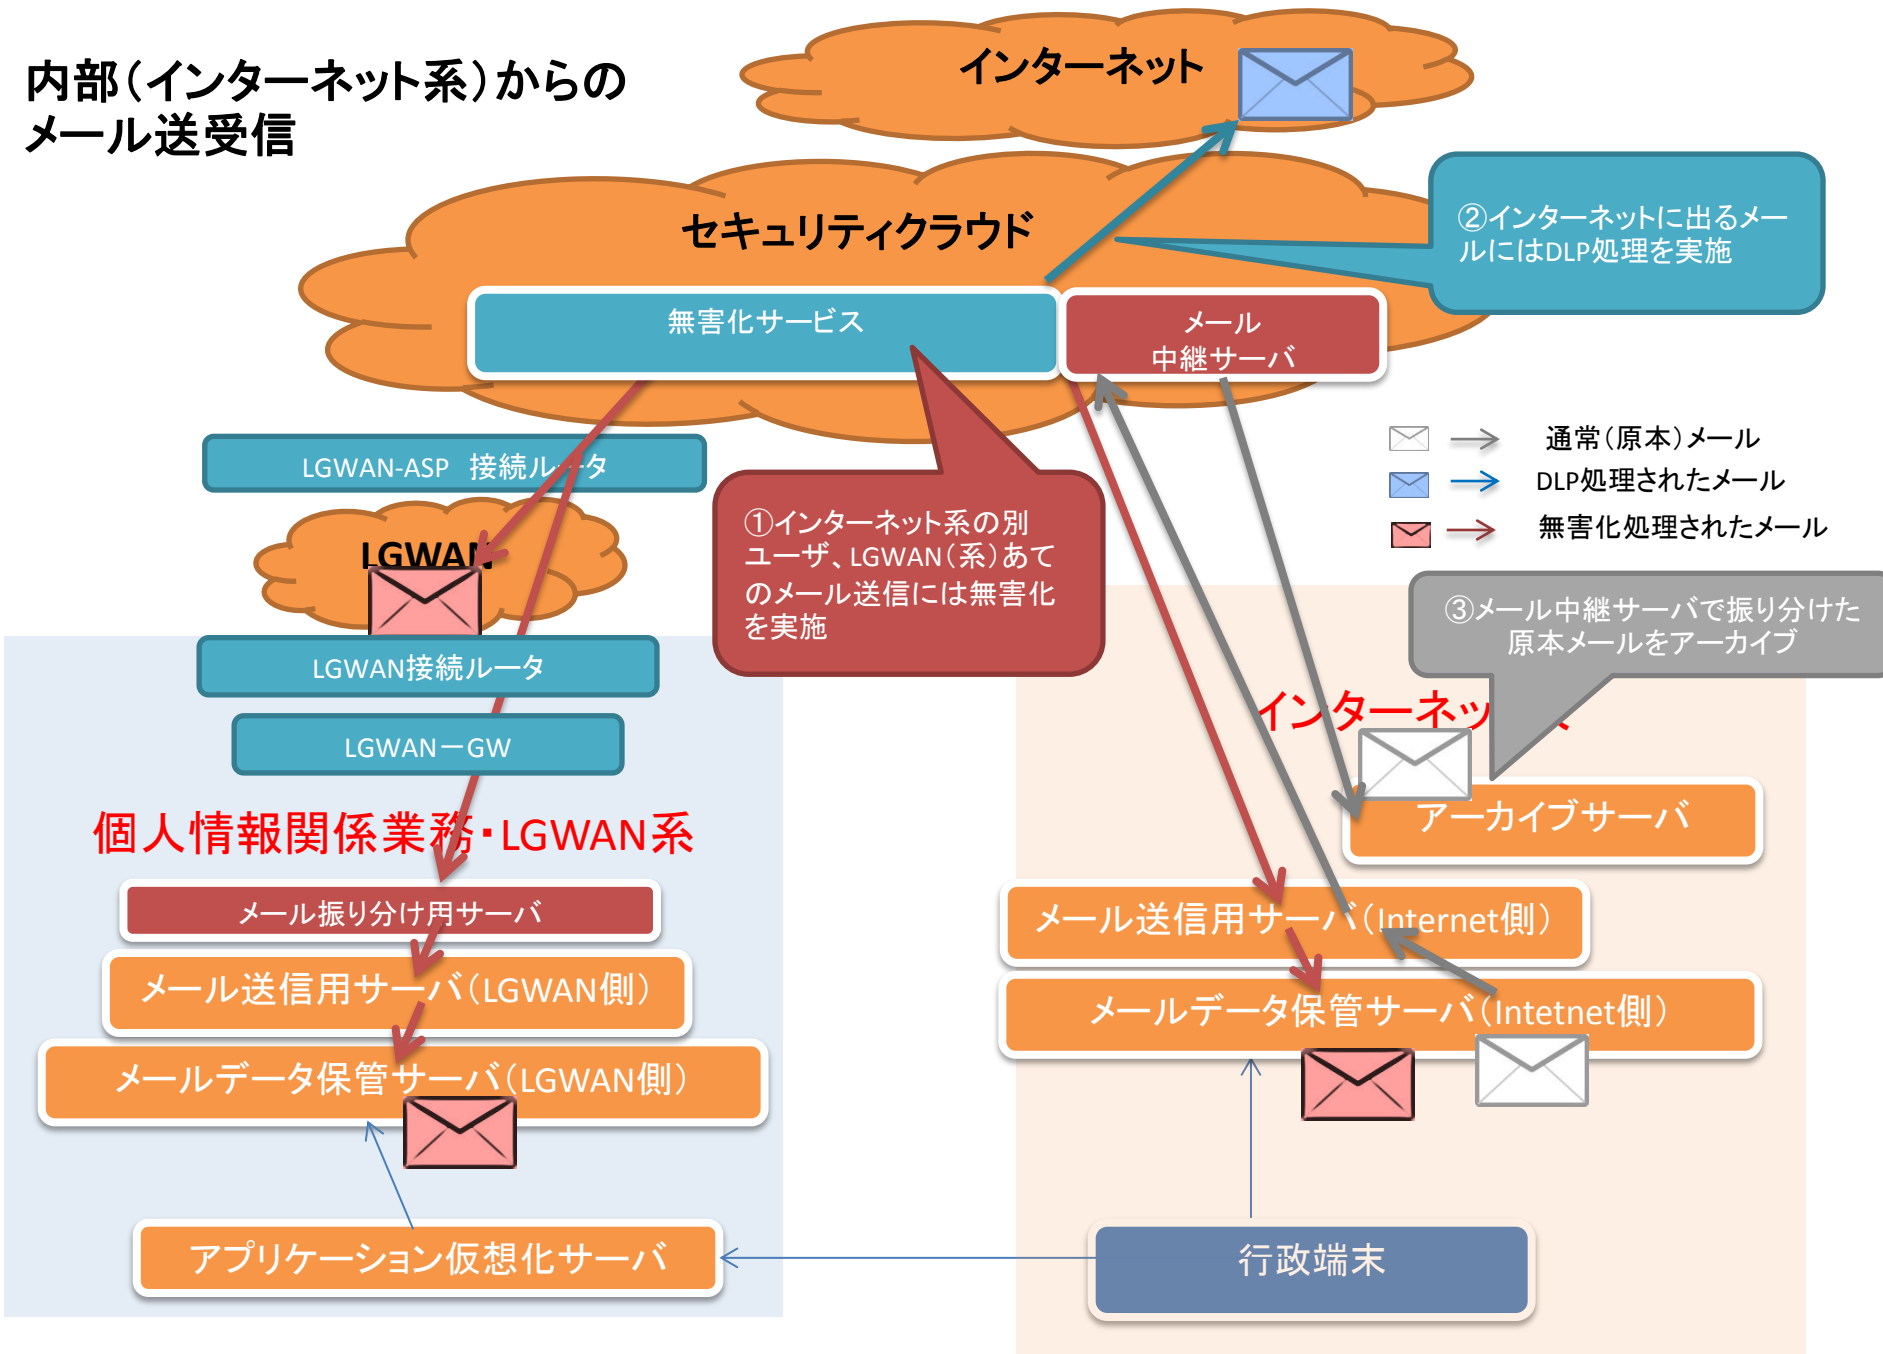 内部（インターネット系）からの
メール送受信
インターネット
セキュリティクラウド
②インターネットに出るメー
ルにはDLP処理を実施
無害化サービス
メール
中継サーバ
通常（原本）メール
DLP処理されたメール
無害化処理されたメール
LGWAN-ASP　接続ルータ
LGWAN
①インターネット系の別
ユーザ、LGWAN（系）あて
のメール送信には無害化
を実施
③メール中継サーバで振り分けた
原本メールをアーカイブ
LGWAN接続ルータ
LGWAN－GW
インターネッ
アーカイブサーバ
個人情報関係業務・LGWAN系
メール振り分け用サーバ
メール送信用サーバ（Internet側）
メール送信用サーバ（LGWAN側）
メールデータ保管サーバ（Intetnet側）
メールデータ保管サーバ（LGWAN側）
アプリケーション仮想化サーバ
行政端末